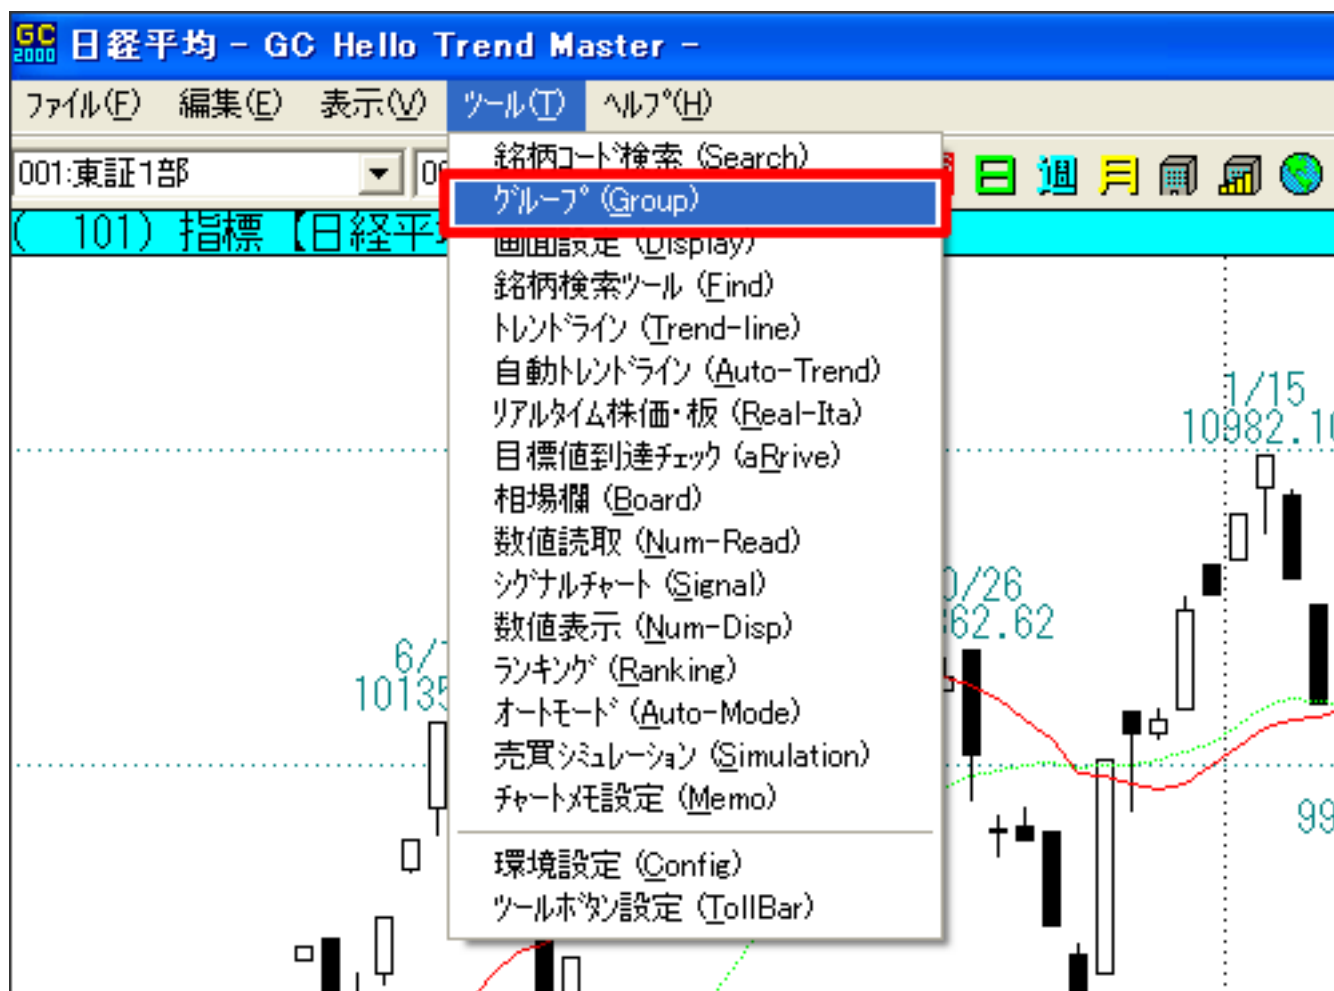 GC 2000 日経平均 - GC Hello Trend Master -
ﾌｧｲﾙ(F) 編集(E) 表示(V) ﾂｰﾙ(T) ﾍﾙﾌﾟ(H)
001:東証1部
日 週 月
( 101) 指標【日経平
銘柄ｺｰﾄﾞ検索 (Search)
ｸﾞﾙｰﾌﾟ (Group)
画面設定 (Display)
銘柄検索ﾂｰﾙ (Find)
ﾄﾚﾝﾄﾞﾗｲﾝ (Trend-line)
自動ﾄﾚﾝﾄﾞﾗｲﾝ (Auto-Trend)
ﾘｱﾙﾀｲﾑ株価・板 (Real-Ita)
目標値到達ﾁｪｯｸ (aRrive)
相場欄 (Board)
数値読取 (Num-Read)
ｼｸﾞﾅﾙﾁｬｰﾄ (Signal)
数値表示 (Num-Disp)
ﾗﾝｷﾝｸﾞ (Ranking)
ｵｰﾄﾓｰﾄﾞ (Auto-Mode)
売買ｼﾐｭﾚｰｼｮﾝ (Simulation)
ﾁｬｰﾄﾒﾓ設定 (Memo)
環境設定 (Config)
ﾂｰﾙﾎﾞﾀﾝ設定 (TollBar)
1/15
10982.1
/26
62.62
6/
10135
99